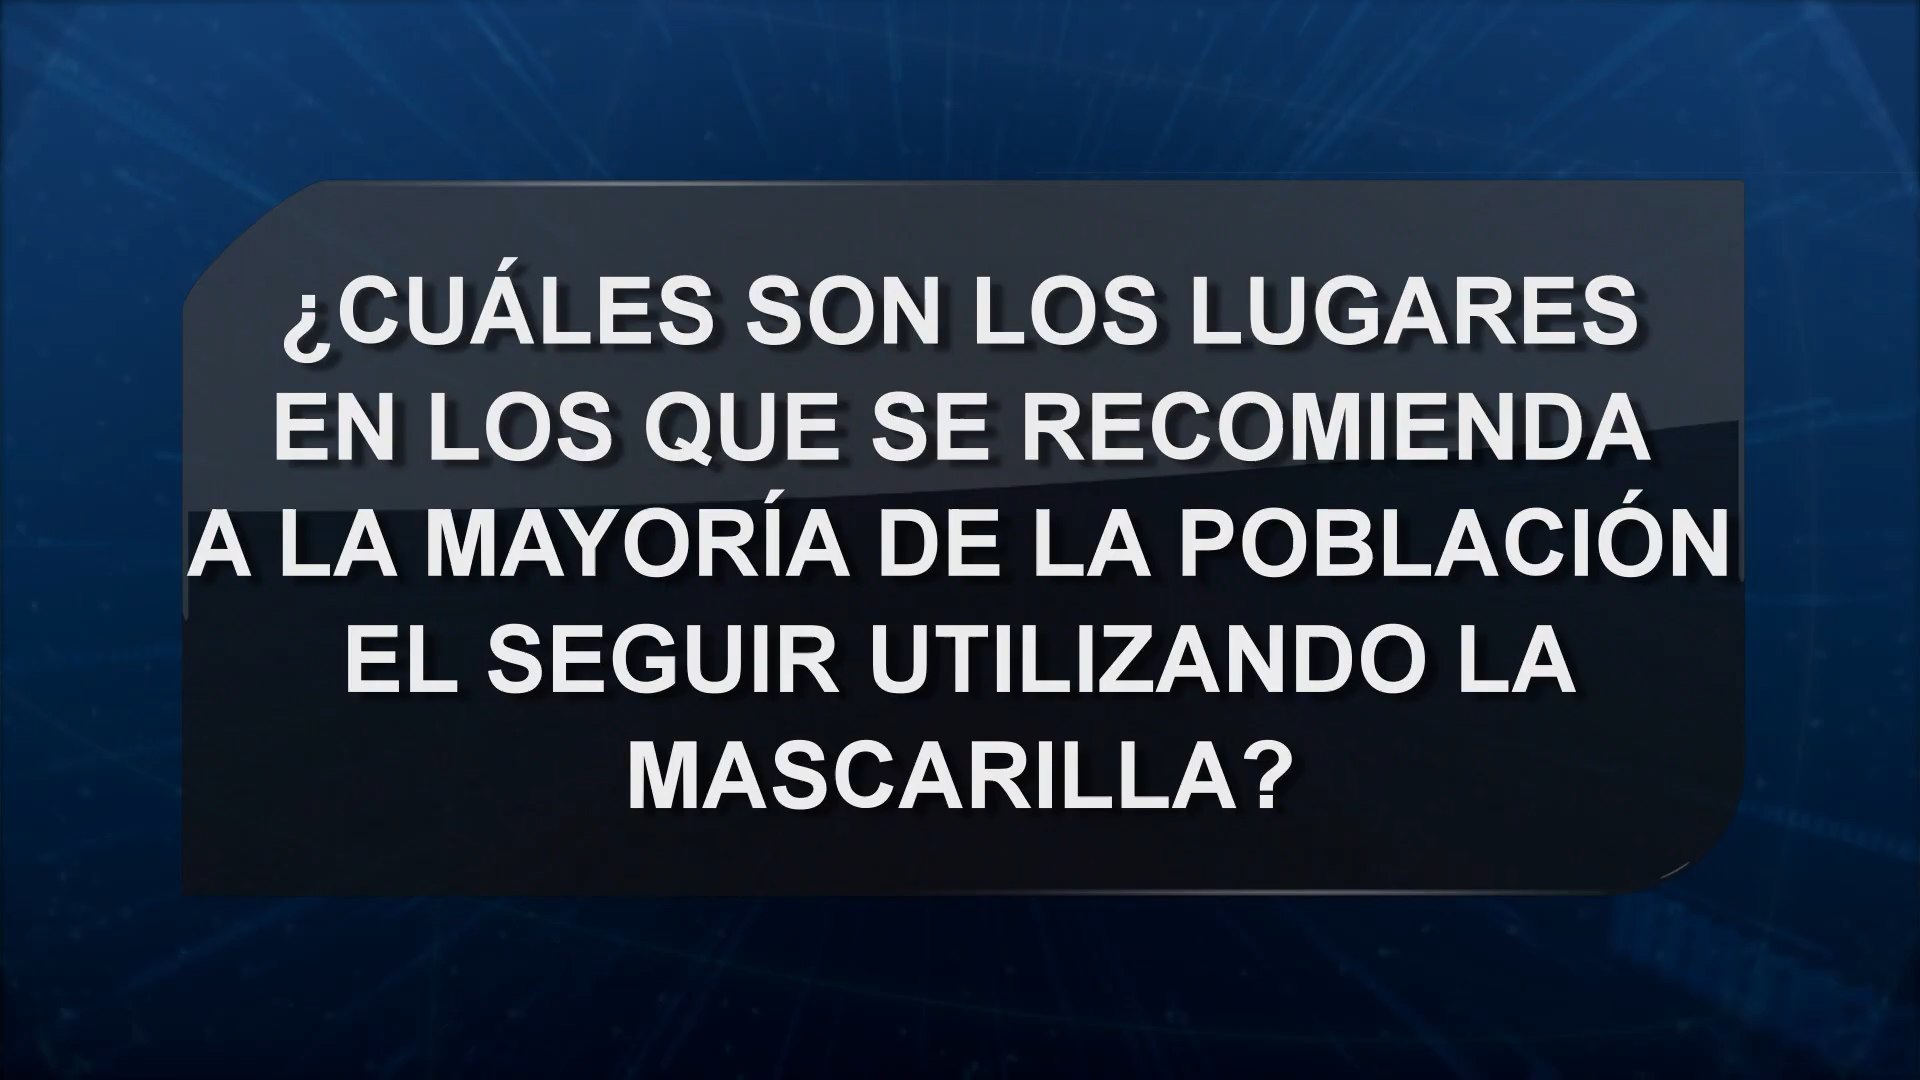 ¿CUÁLES SON LOS LUGARES
EN LOS QUE SE RECOMIENDA
A LA MAYORÍA DE LA POBLACIÓN
EL SEGUIR UTILIZANDO LA
MASCARILLA?